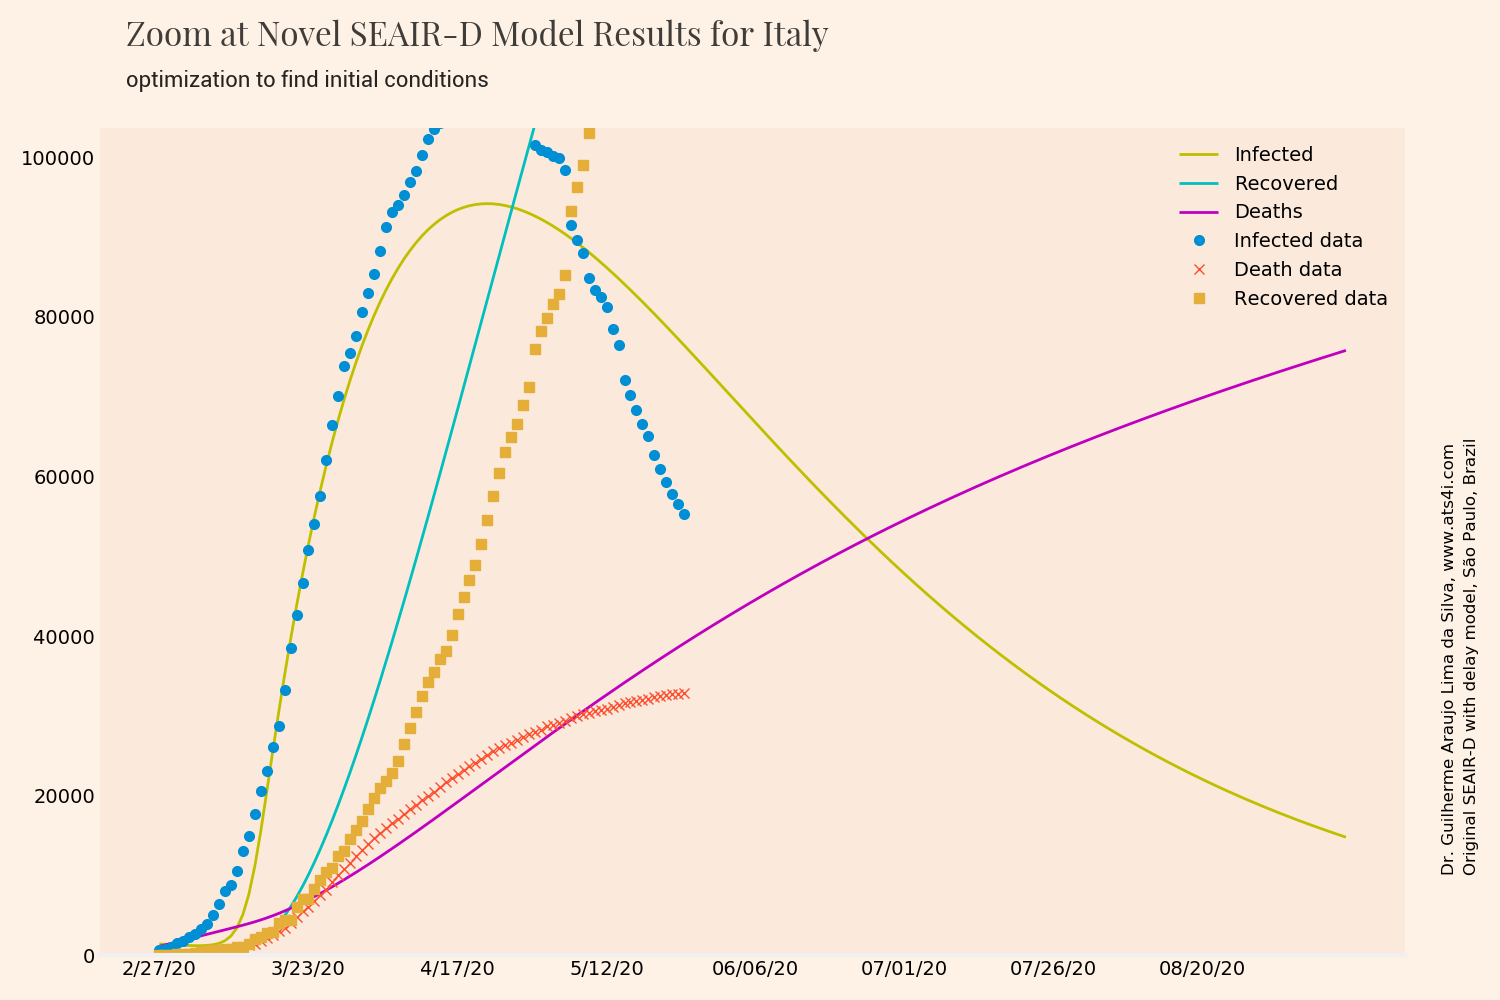 Zoom at Novel SEAIR-D Model Results for Italy
optimization to find initial conditions
100000
80000
60000
40000
20000
0
2/27/20
3/23/20
4/17/20
5/12/20
06/06/20
07/01/20
07/26/20
08/20/20
Infected
Recovered
Deaths
Infected data
Death data
Recovered data
Dr. Guilherme Araujo Lima da Silva, www.ats4i.com
Original SEAIR-D with delay model, São Paulo, Brazil